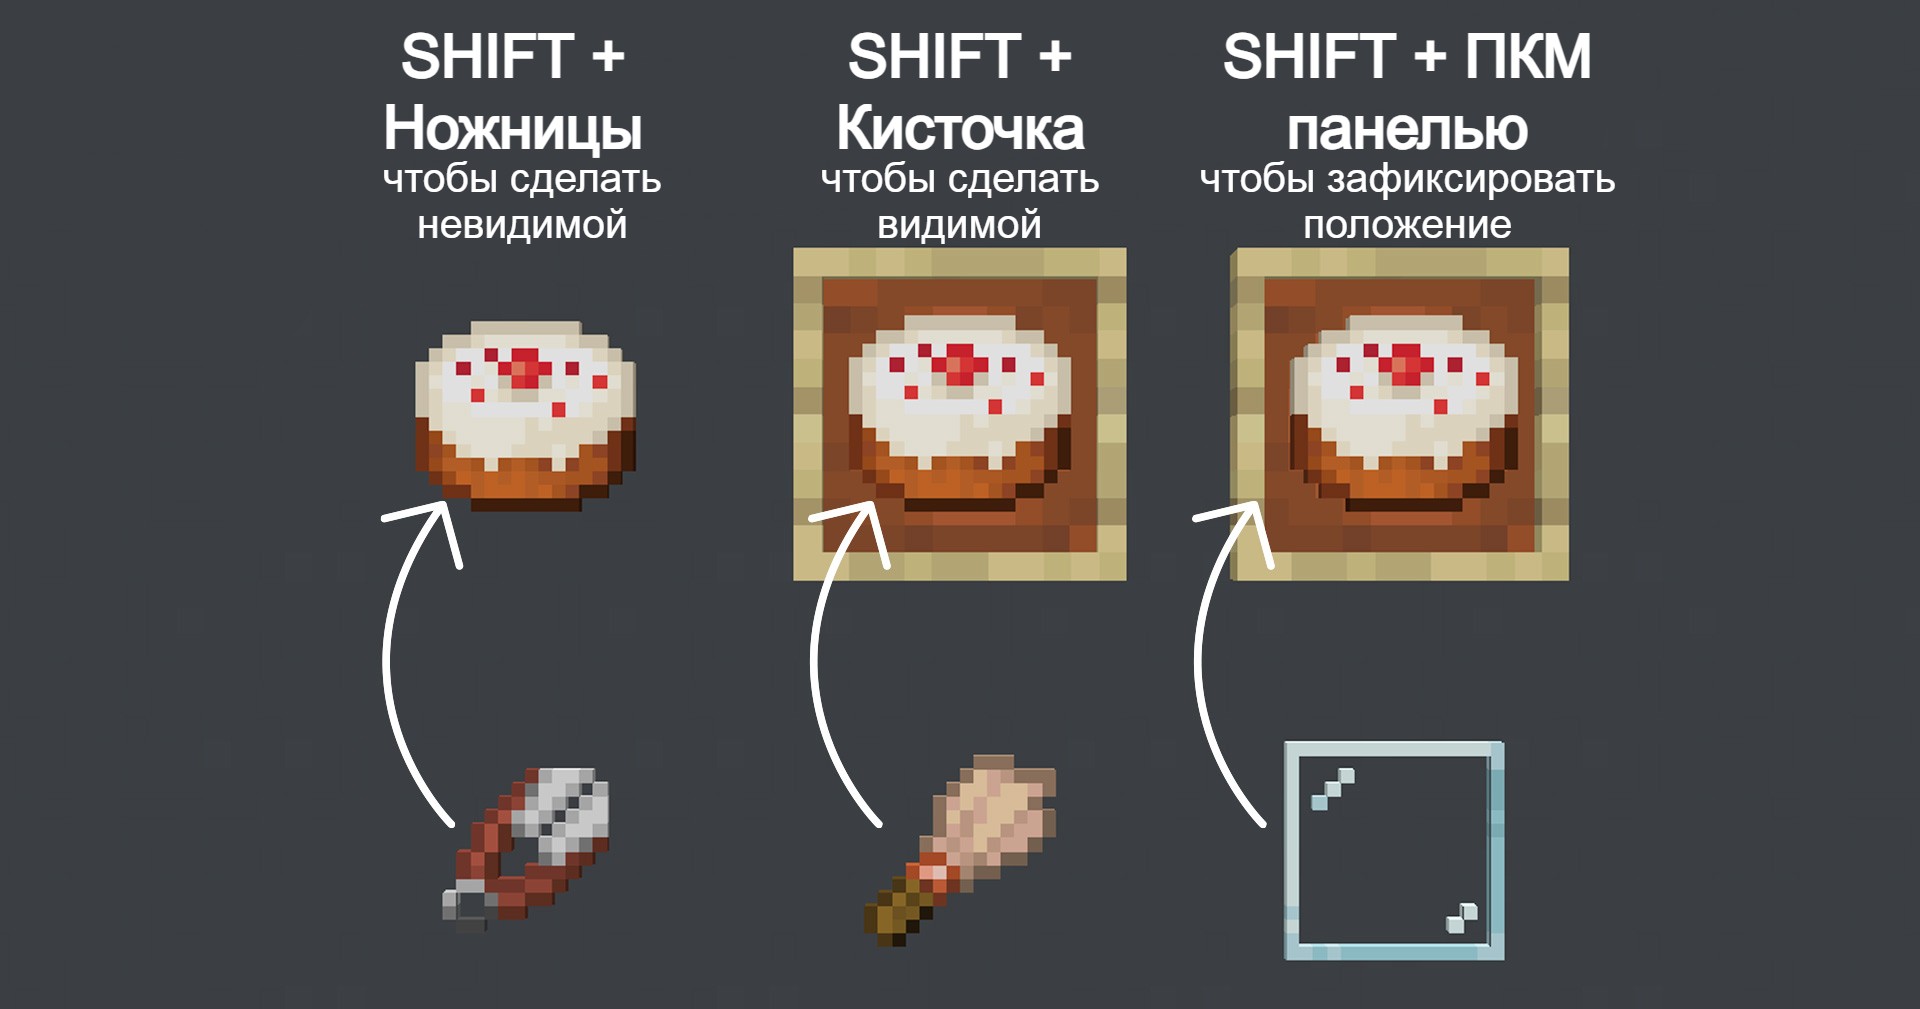 SHIFT +
Ножницы
чтобы сделать
невидимой
SHIFT +
Кисточка
чтобы сделать
видимой
SHIFT + ПКМ
панелью
чтобы зафиксировать
положение